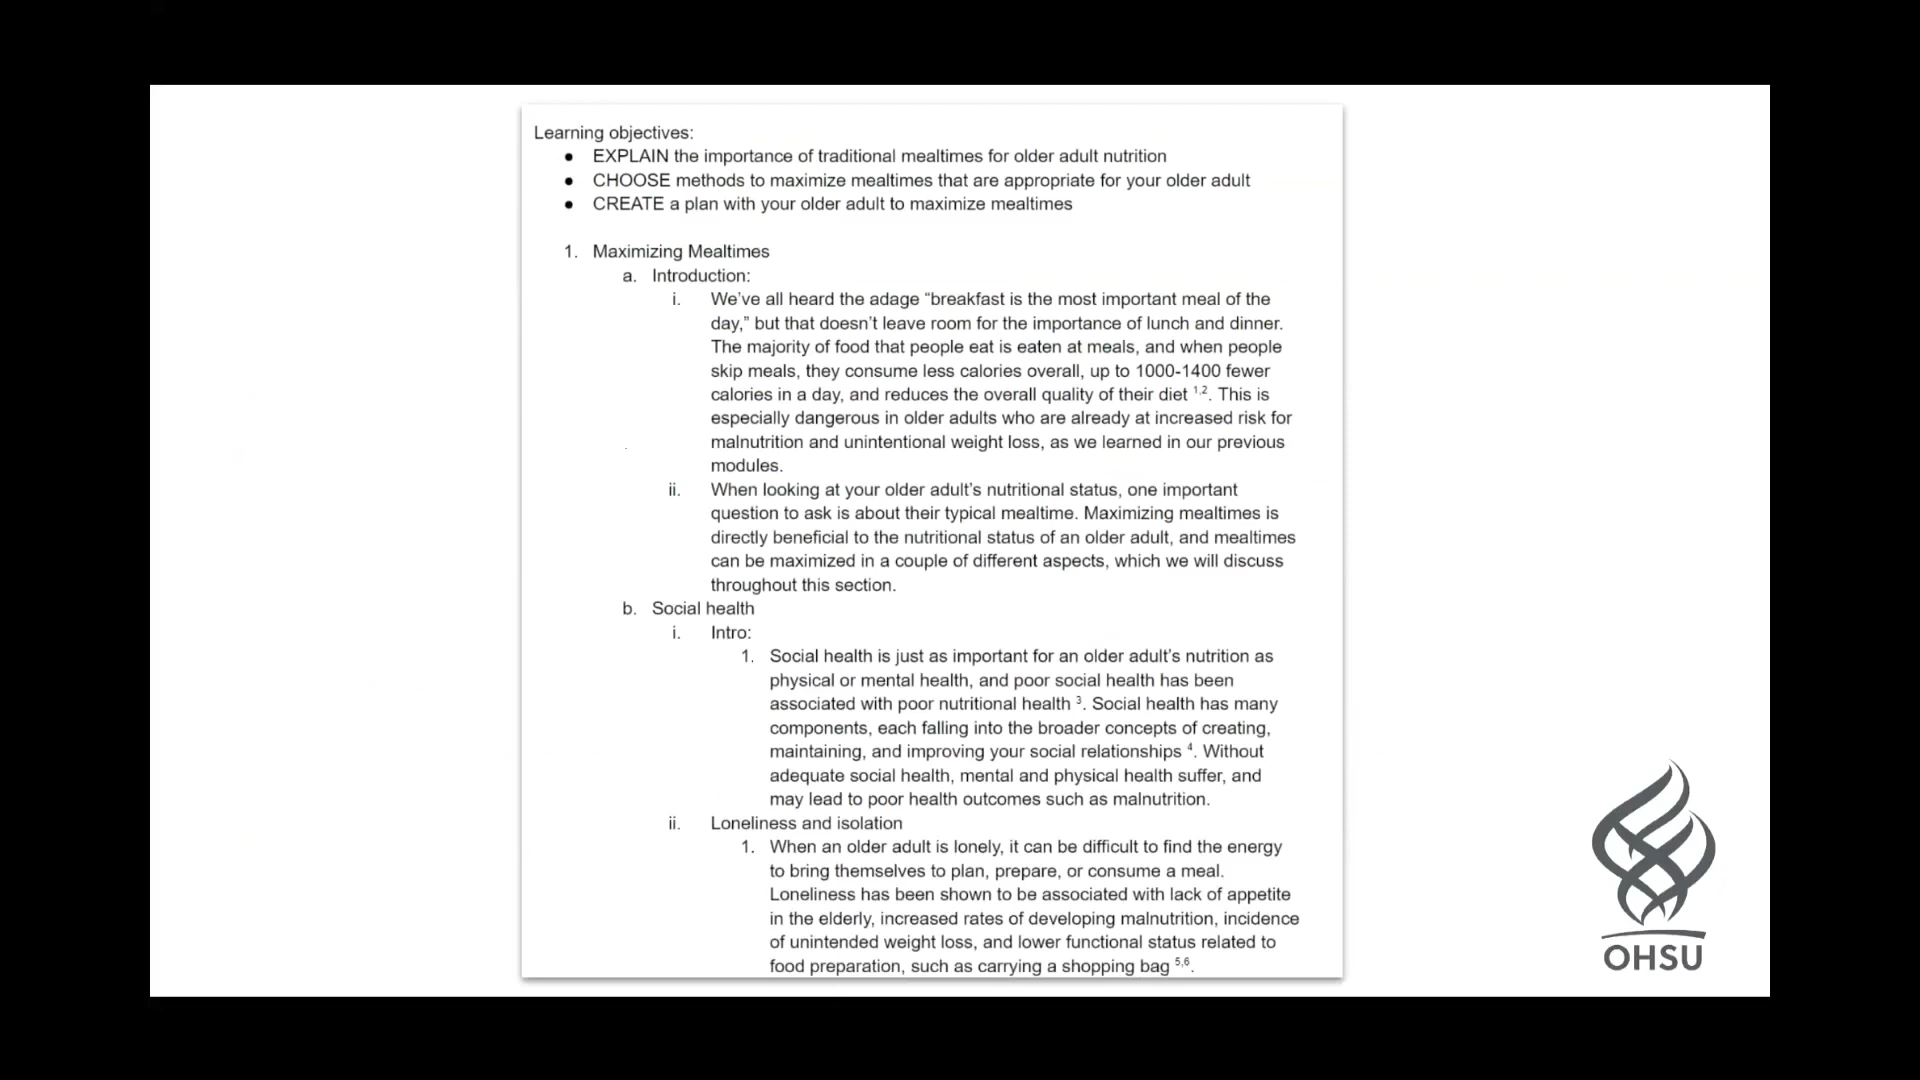 Learning objectives:
● EXPLAIN the importance of traditional mealtimes for older adult nutrition
● CHOOSE methods to maximize mealtimes that are appropriate for your older adult
● CREATE a plan with your older adult to maximize mealtimes
1. Maximizing Mealtimes
a. Introduction:
i. We’ve all heard the adage “breakfast is the most important meal of the
day,” but that doesn’t leave room for the importance of lunch and dinner.
The majority of food that people eat is eaten at meals, and when people
skip meals, they consume less calories overall, up to 1000-1400 fewer
calories in a day, and reduces the overall quality of their diet 1,2. This is
especially dangerous in older adults who are already at increased risk for
malnutrition and unintentional weight loss, as we learned in our previous
modules.
ii. When looking at your older adult’s nutritional status, one important
question to ask is about their typical mealtime. Maximizing mealtimes is
directly beneficial to the nutritional status of an older adult, and mealtimes
can be maximized in a couple of different aspects, which we will discuss
throughout this section.
b. Social health
i. Intro:
1. Social health is just as important for an older adult’s nutrition as
physical or mental health, and poor social health has been
associated with poor nutritional health 3. Social health has many
components, each falling into the broader concepts of creating,
maintaining, and improving your social relationships 4. Without
adequate social health, mental and physical health suffer, and
may lead to poor health outcomes such as malnutrition.
ii. Loneliness and isolation
1. When an older adult is lonely, it can be difficult to find the energy
to bring themselves to plan, prepare, or consume a meal.
Loneliness has been shown to be associated with lack of appetite
in the elderly, increased rates of developing malnutrition, incidence
of unintended weight loss, and lower functional status related to
food preparation, such as carrying a shopping bag 5,6.
OHSU